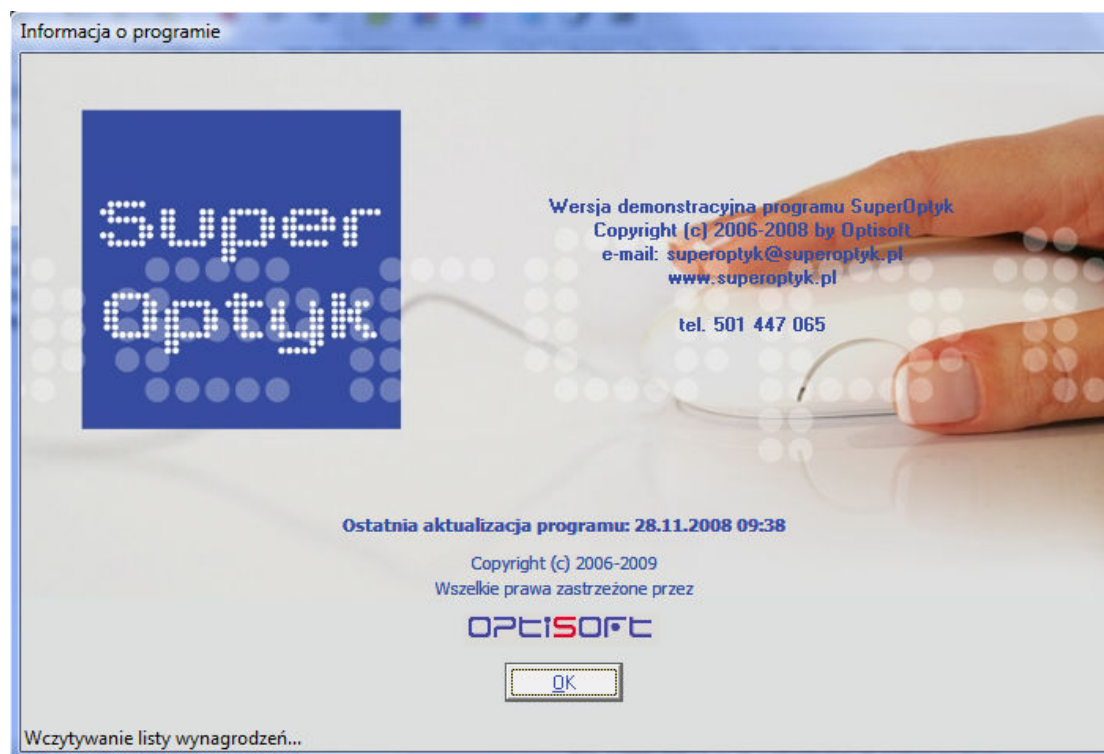 Informacja o programie
Super
Optyk
Wersja demonstracyjna programu SuperOptyk
Copyright (c) 2006-2008 by Optisoft
e-mail: superoptyk@superoptyk.pl
www.superoptyk.pl
tel. 501 447 065
Ostatnia aktualizacja programu: 28.11.2008 09:38
Copyright (c) 2006-2009
Wszelkie prawa zastrzeżone przez
OPTiSOFT
OK
Wczytywanie listy wynagrodzeń...